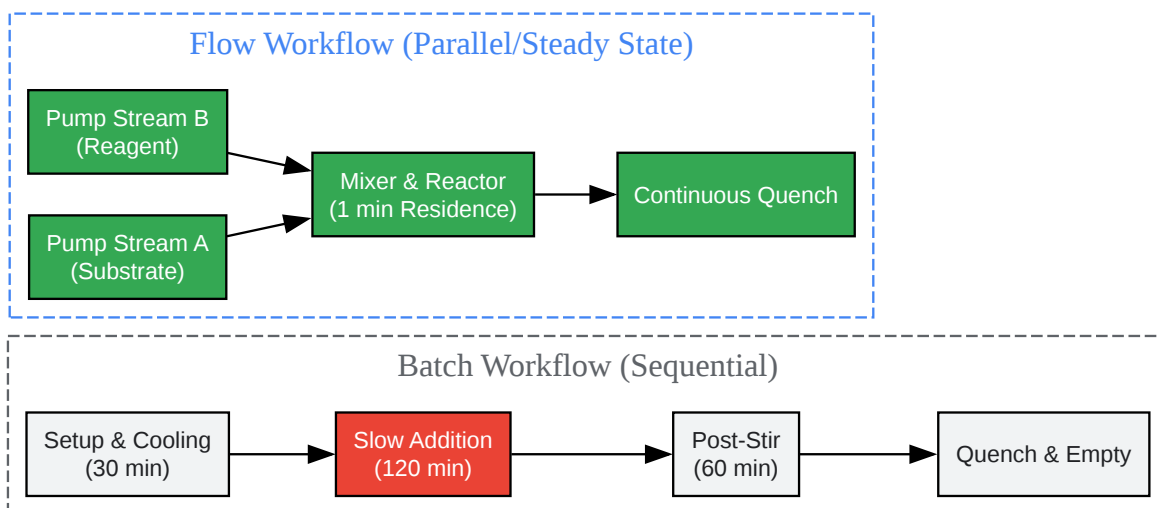 Flow Workflow (Parallel/Steady State)
Pump Stream B
(Reagent)
Mixer & Reactor
(1 min Residence)
Continuous Quench
Pump Stream A
(Substrate)
Batch Workflow (Sequential)
Setup & Cooling
(30 min)
Slow Addition
(120 min)
Post-Stir
(60 min)
Quench & Empty